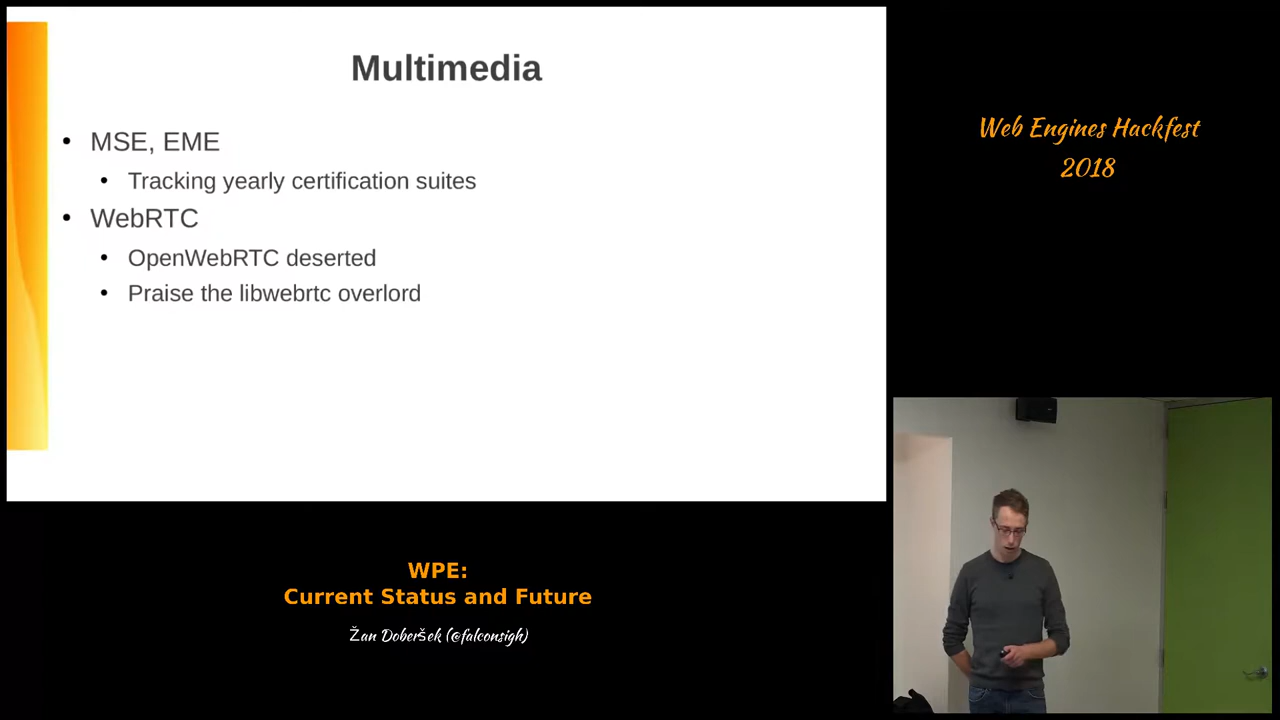 Multimedia
• MSE, EME
• Tracking yearly certification suites
• WebRTC
• OpenWebRTC deserted
• Praise the libwebrtc overlord
Web Engines Hackfest
2018
WPE:
Current Status and Future
Žan Doberšek (@falconsigh)